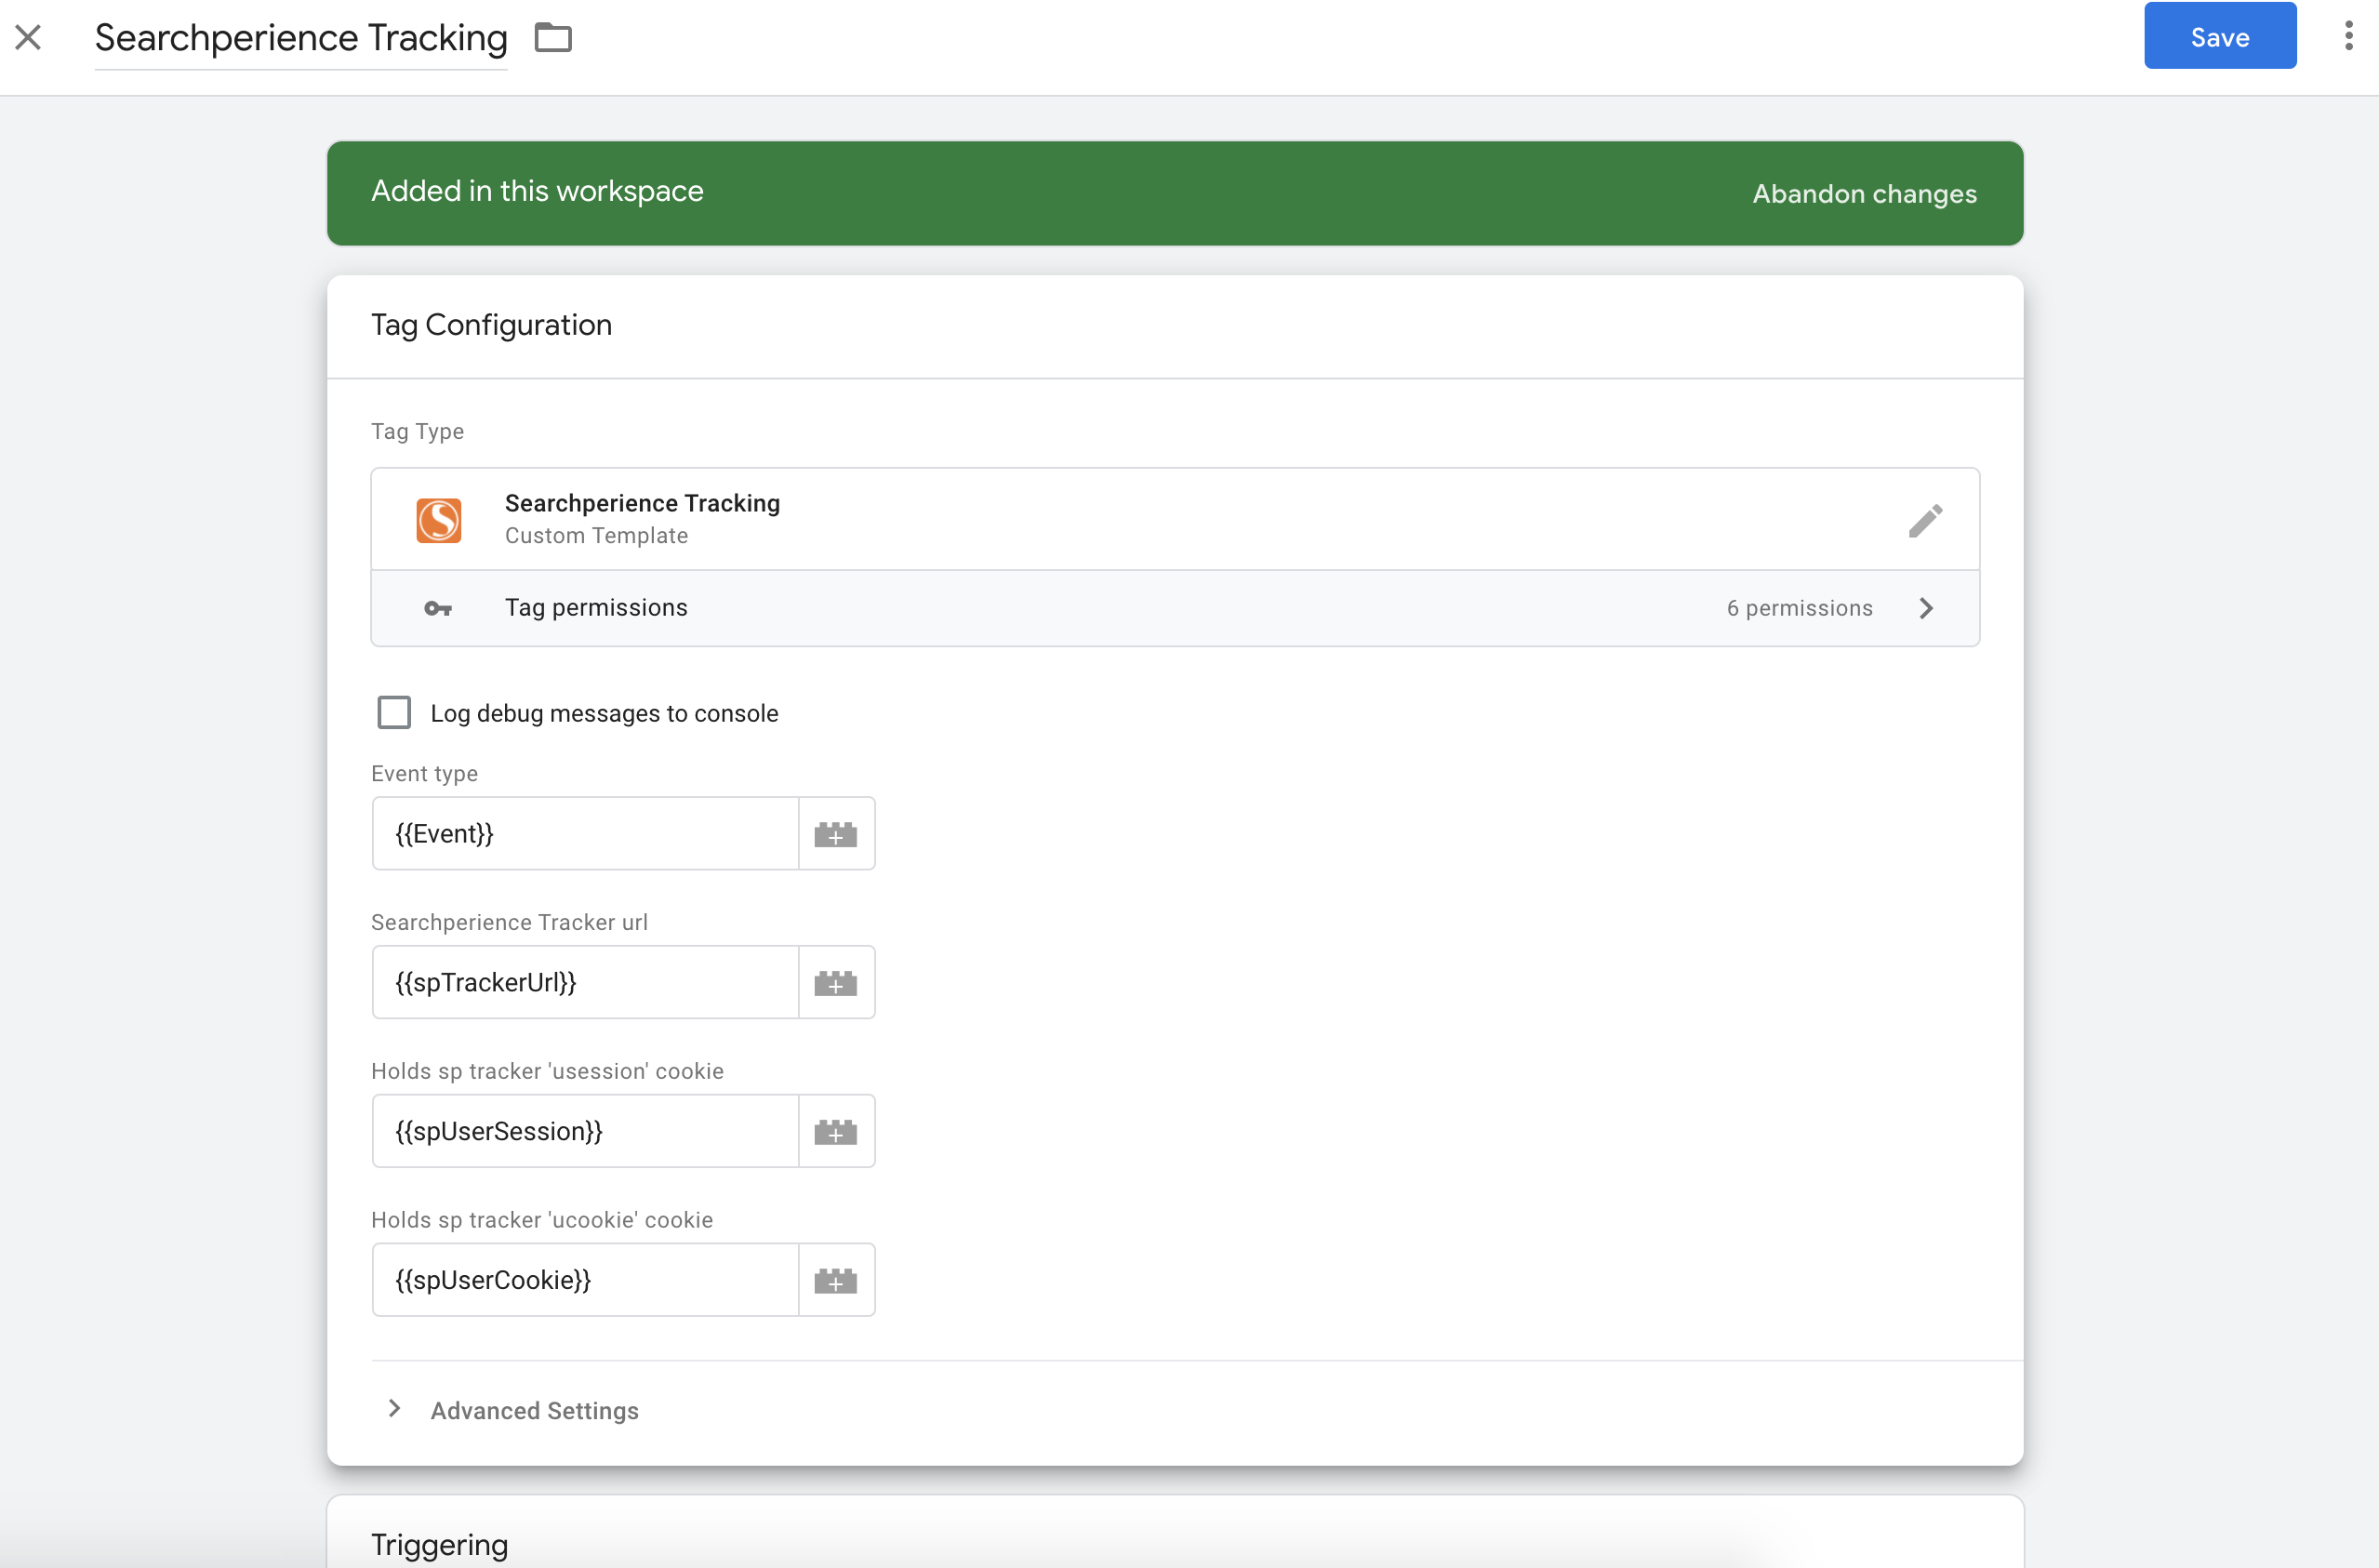 Searchperience Tracking
Save
Added in this workspace
Abandon changes
Tag Configuration
Tag Type
Searchperience Tracking
Custom Template
Tag permissions
6 permissions
Log debug messages to console
Event type
{{Event}}
Searchperience Tracker url
{{spTrackerUrl}}
Holds sp tracker 'usession' cookie
{{spUserSession}}
Holds sp tracker 'ucookie' cookie
{{spUserCookie}}
Advanced Settings
Triggering